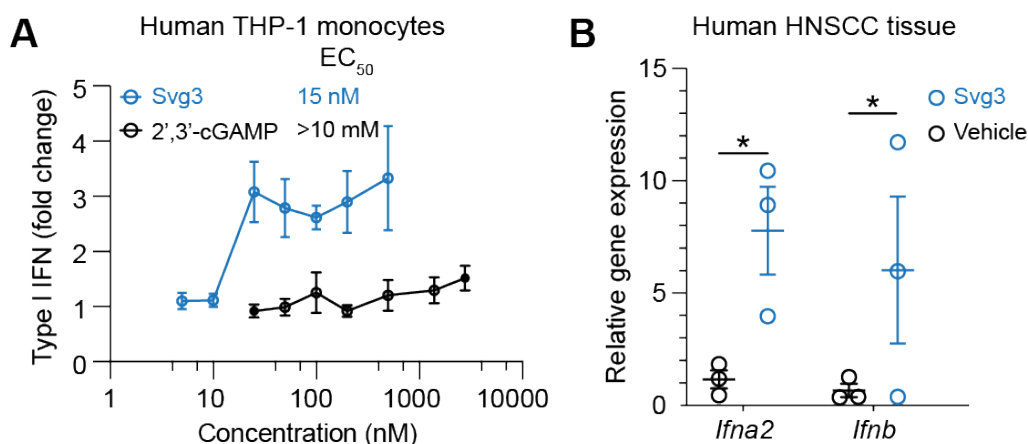 A
Human THP-1 monocytes
EC50
Svg3 15 nM
2',3'-cGAMP >10 mM
Type I IFN (fold change)
5
4
3
2
1
0
1 10 100 1000 10000
Concentration (nM)
B
Human HNSCC tissue
Svg3
Vehicle
* *
Relative gene expression
15
10
5
0
Ifna2 Ifnb